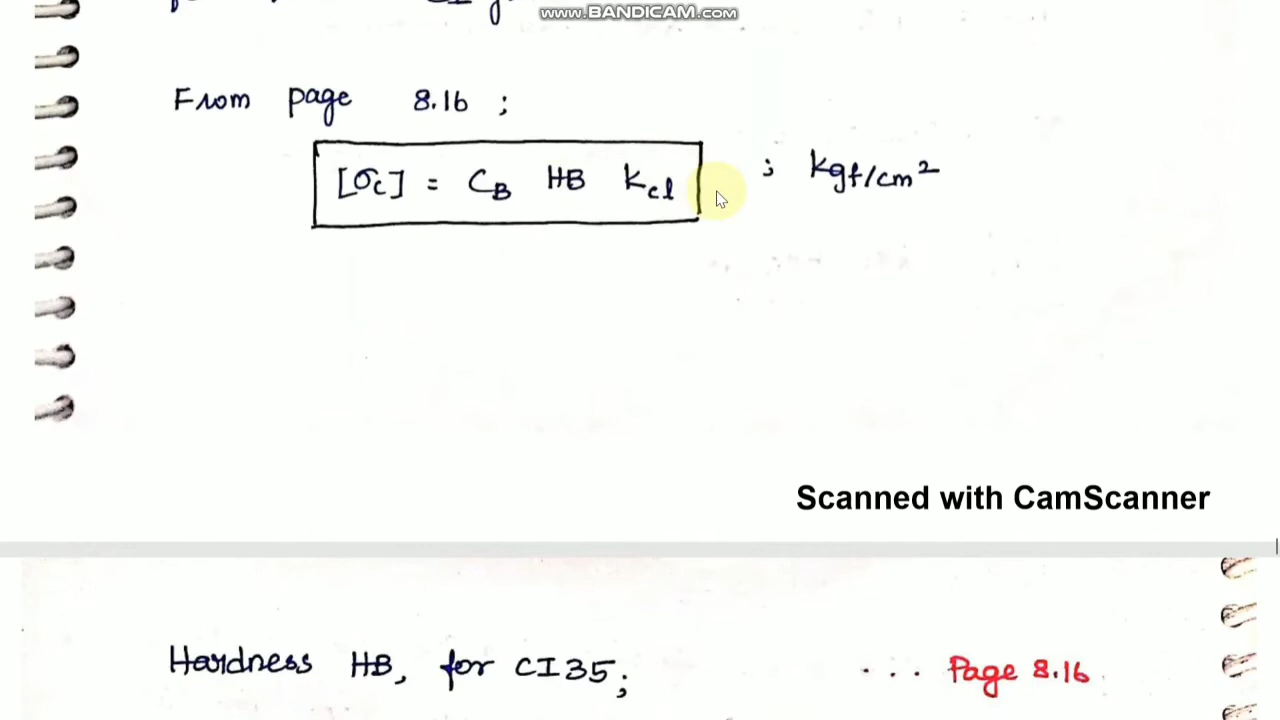 www.BANDICAM.com
From page 8.16 ;
[σc] = CB HB kcl ; kgf/cm²
Scanned with CamScanner
Hardness HB, for CI35; ... Page 8.16